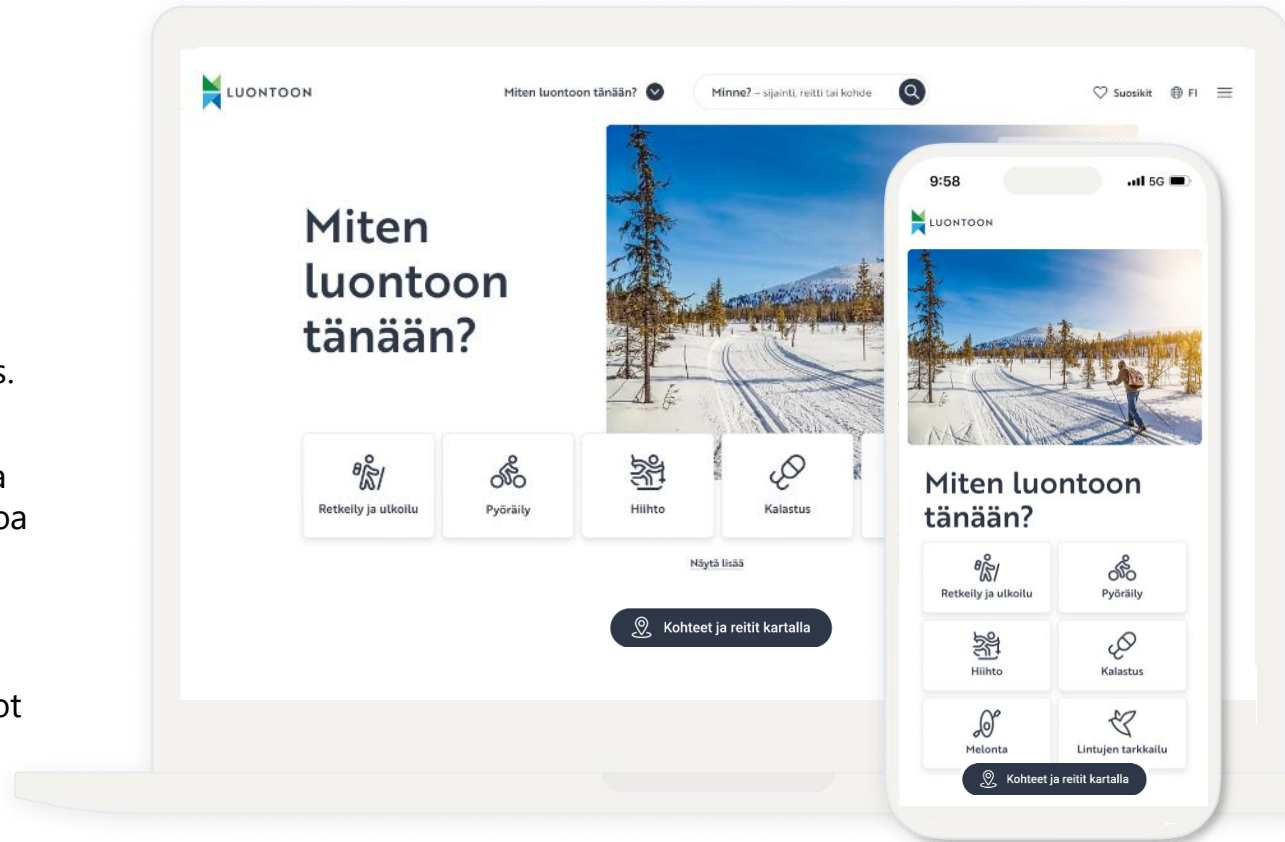 s.
a
oa
ot
LUONTOON
Miten luontoon tänään?
Minne? – sijainti, reitti tai kohde
Suosikit
FI
Miten
luontoon
tänään?
Retkeily ja ulkoilu
Pyöräily
Hiihto
Kalastus
Näytä lisää
Kohteet ja reitit kartalla
9:58
5G
LUONTOON
Miten luontoon
tänään?
Retkeily ja ulkoilu
Pyöräily
Hiihto
Kalastus
Melonta
Lintujen tarkkailu
Kohteet ja reitit kartalla